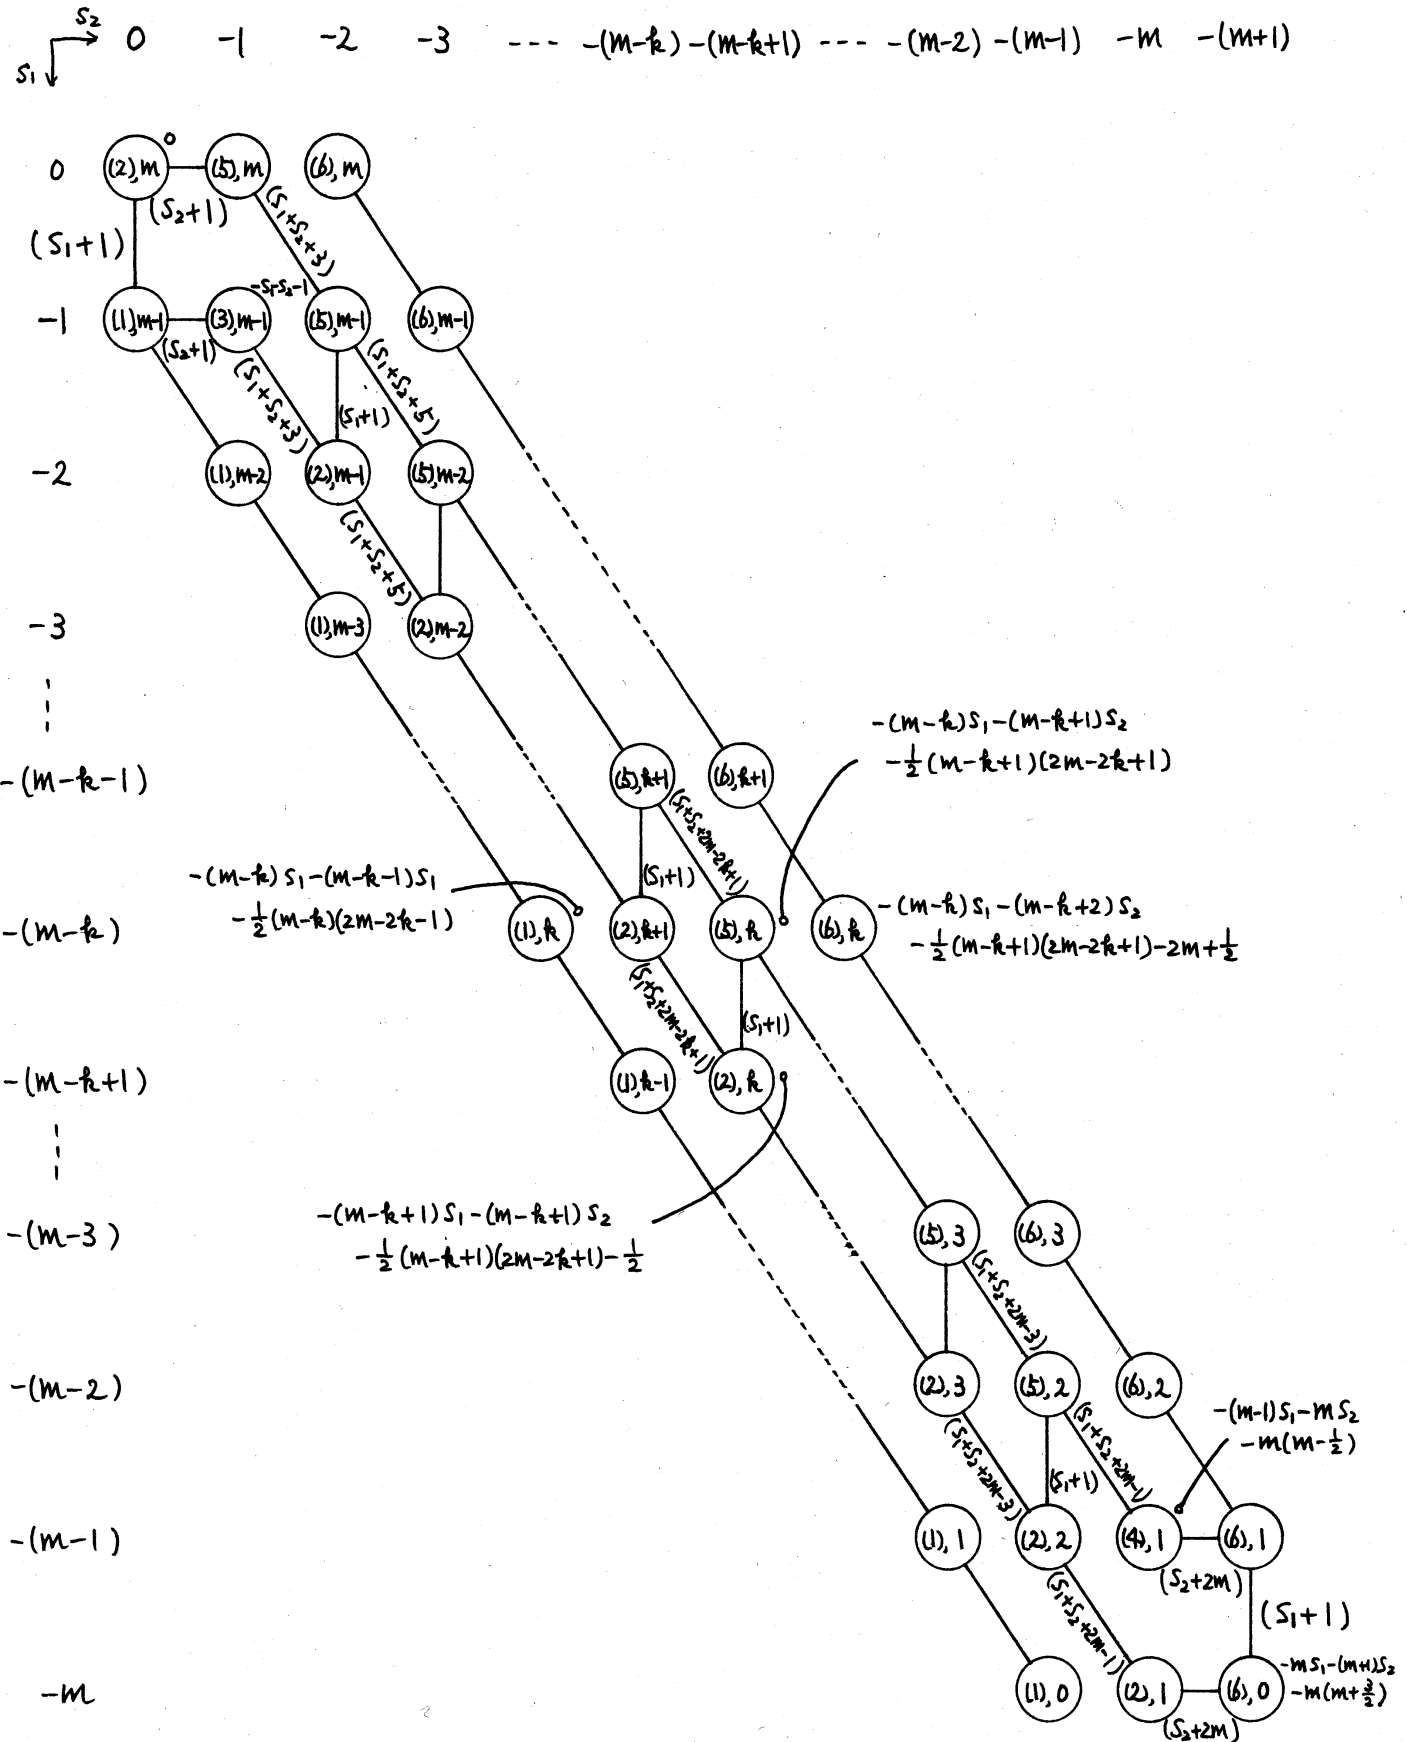 S₂
S₁
0 -1 -2 -3 --- -(m-k) -(m-k+1) --- -(m-2) -(m-1) -m -(m+1)
0
(2),m
0
(5),m
(6),m
(S₂+1)
(S₁+S₂+3)
(S₁+1)
-1
(1),m-1
(3),m-1
-S₁-S₂-1
(5),m-1
(6),m-1
(S₂+1)
(S₁+S₂+3)
(S₁+1)
(S₁+S₂+5)
-2
(1),m-2
(2),m-1
(5),m-2
(S₁+S₂+5)
-3
(1),m-3
(2),m-2
-(m-k)S₁-(m-k+1)S₂
-½(m-k+1)(2m-2k+1)
-(m-k-1)
(5),k+1
(6),k+1
(S₁+S₂+2m-2k+1)
(S₁+1)
-(m-k)S₁-(m-k-1)S₁
-½(m-k)(2m-2k-1)
-(m-k)
(1),k
(2),k+1
(5),k
(6),k
-(m-k)S₁-(m-k+2)S₂
-½(m-k+1)(2m-2k+1)-2m+½
(S₁+S₂+2m-2k+1)
(S₁+1)
-(m-k+1)
(1),k-1
(2),k
-(m-k+1)S₁-(m-k+1)S₂
-½(m-k+1)(2m-2k+1)-½
-(m-3)
(5),3
(6),3
(S₁+S₂+2m-3)
-(m-2)
(2),3
(5),2
(6),2
-(m-1)S₁-mS₂
-m(m-½)
(S₁+S₂+2m-3)
(S₁+1)
(S₁+S₂+2m-1)
-(m-1)
(1),1
(2),2
(4),1
(6),1
(S₂+2m)
(S₁+S₂+2m-1)
(S₁+1)
-m
(1),0
(2),1
(6),0
-mS₁-(m+1)S₂
-m(m+3/2)
(S₂+2m)